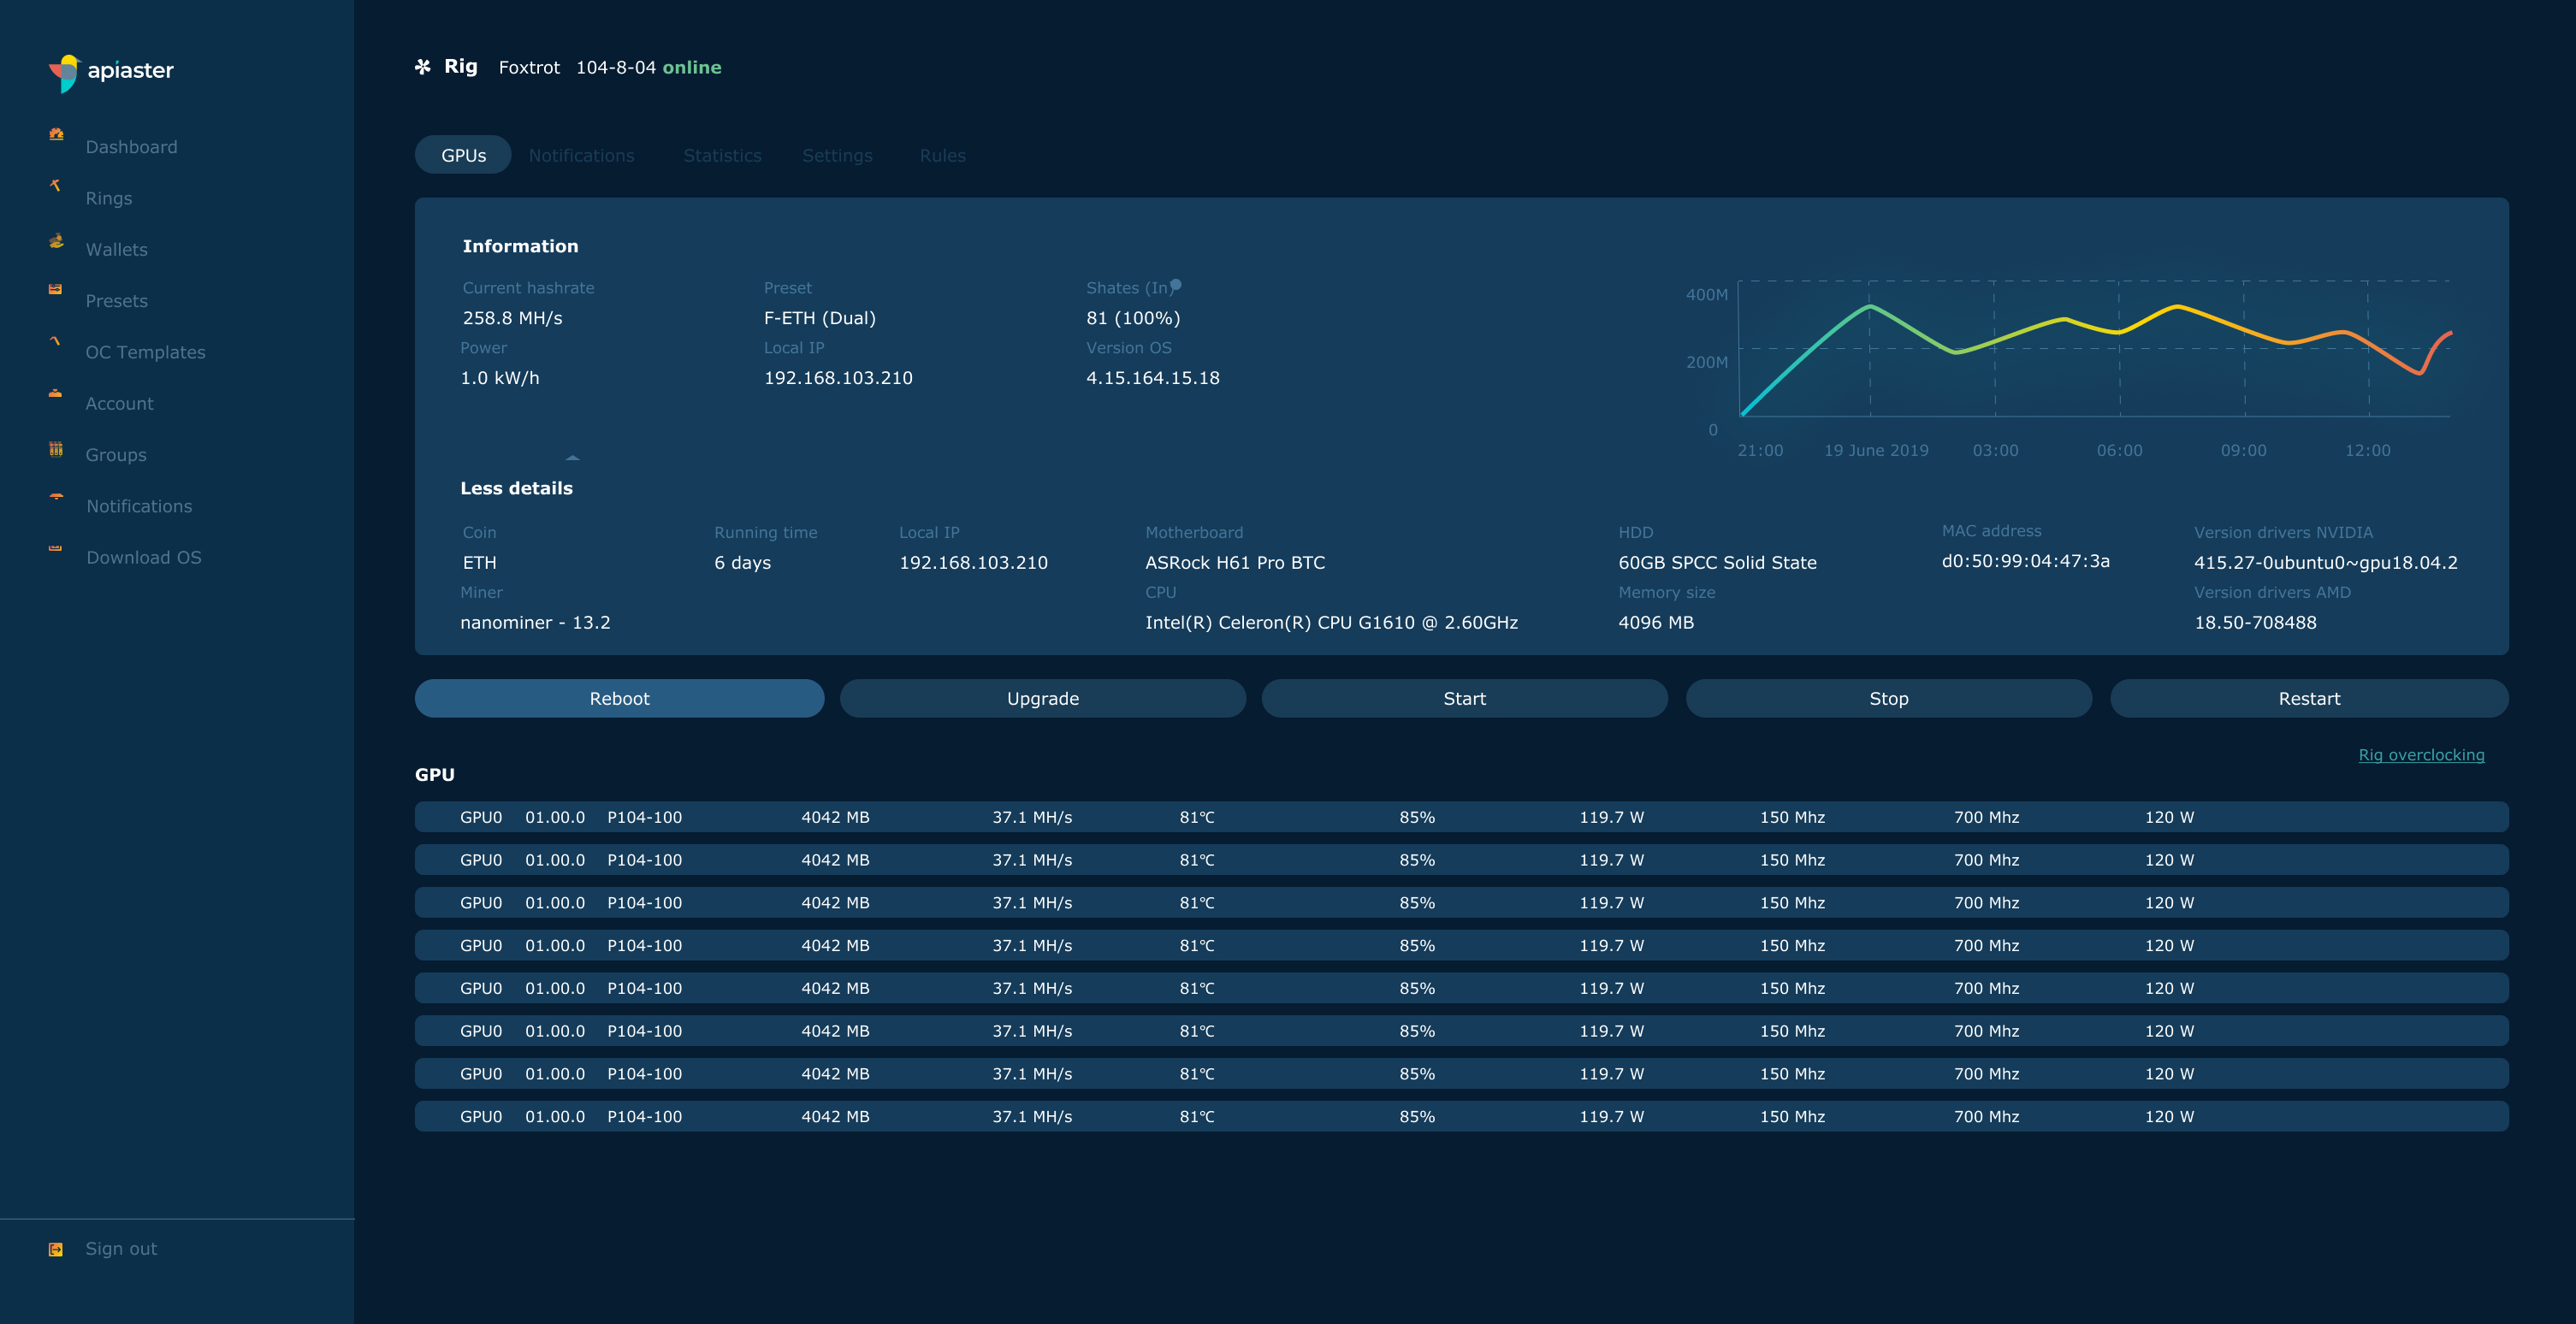 apiaster
Dashboard
Rings
Wallets
Presets
OC Templates
Account
Groups
Notifications
Download OS
Sign out
Rig Foxtrot 104-8-04 online
GPUs Notifications Statistics Settings Rules
Information
Current hashrate Preset Shates (In)
258.8 MH/s F-ETH (Dual) 81 (100%)
Power Local IP Version OS
1.0 kW/h 192.168.103.210 4.15.164.15.18
400M
200M
0
21:00 19 June 2019 03:00 06:00 09:00 12:00
Less details
Coin Running time Local IP Motherboard HDD MAC address Version drivers NVIDIA
ETH 6 days 192.168.103.210 ASRock H61 Pro BTC 60GB SPCC Solid State d0:50:99:04:47:3a 415.27-0ubuntu0~gpu18.04.2
Miner CPU Memory size Version drivers AMD
nanominer - 13.2 Intel(R) Celeron(R) CPU G1610 @ 2.60GHz 4096 MB 18.50-708488
Reboot Upgrade Start Stop Restart
Rig overclocking
GPU
GPU0 01.00.0 P104-100 4042 MB 37.1 MH/s 81℃ 85% 119.7 W 150 Mhz 700 Mhz 120 W
GPU0 01.00.0 P104-100 4042 MB 37.1 MH/s 81℃ 85% 119.7 W 150 Mhz 700 Mhz 120 W
GPU0 01.00.0 P104-100 4042 MB 37.1 MH/s 81℃ 85% 119.7 W 150 Mhz 700 Mhz 120 W
GPU0 01.00.0 P104-100 4042 MB 37.1 MH/s 81℃ 85% 119.7 W 150 Mhz 700 Mhz 120 W
GPU0 01.00.0 P104-100 4042 MB 37.1 MH/s 81℃ 85% 119.7 W 150 Mhz 700 Mhz 120 W
GPU0 01.00.0 P104-100 4042 MB 37.1 MH/s 81℃ 85% 119.7 W 150 Mhz 700 Mhz 120 W
GPU0 01.00.0 P104-100 4042 MB 37.1 MH/s 81℃ 85% 119.7 W 150 Mhz 700 Mhz 120 W
GPU0 01.00.0 P104-100 4042 MB 37.1 MH/s 81℃ 85% 119.7 W 150 Mhz 700 Mhz 120 W